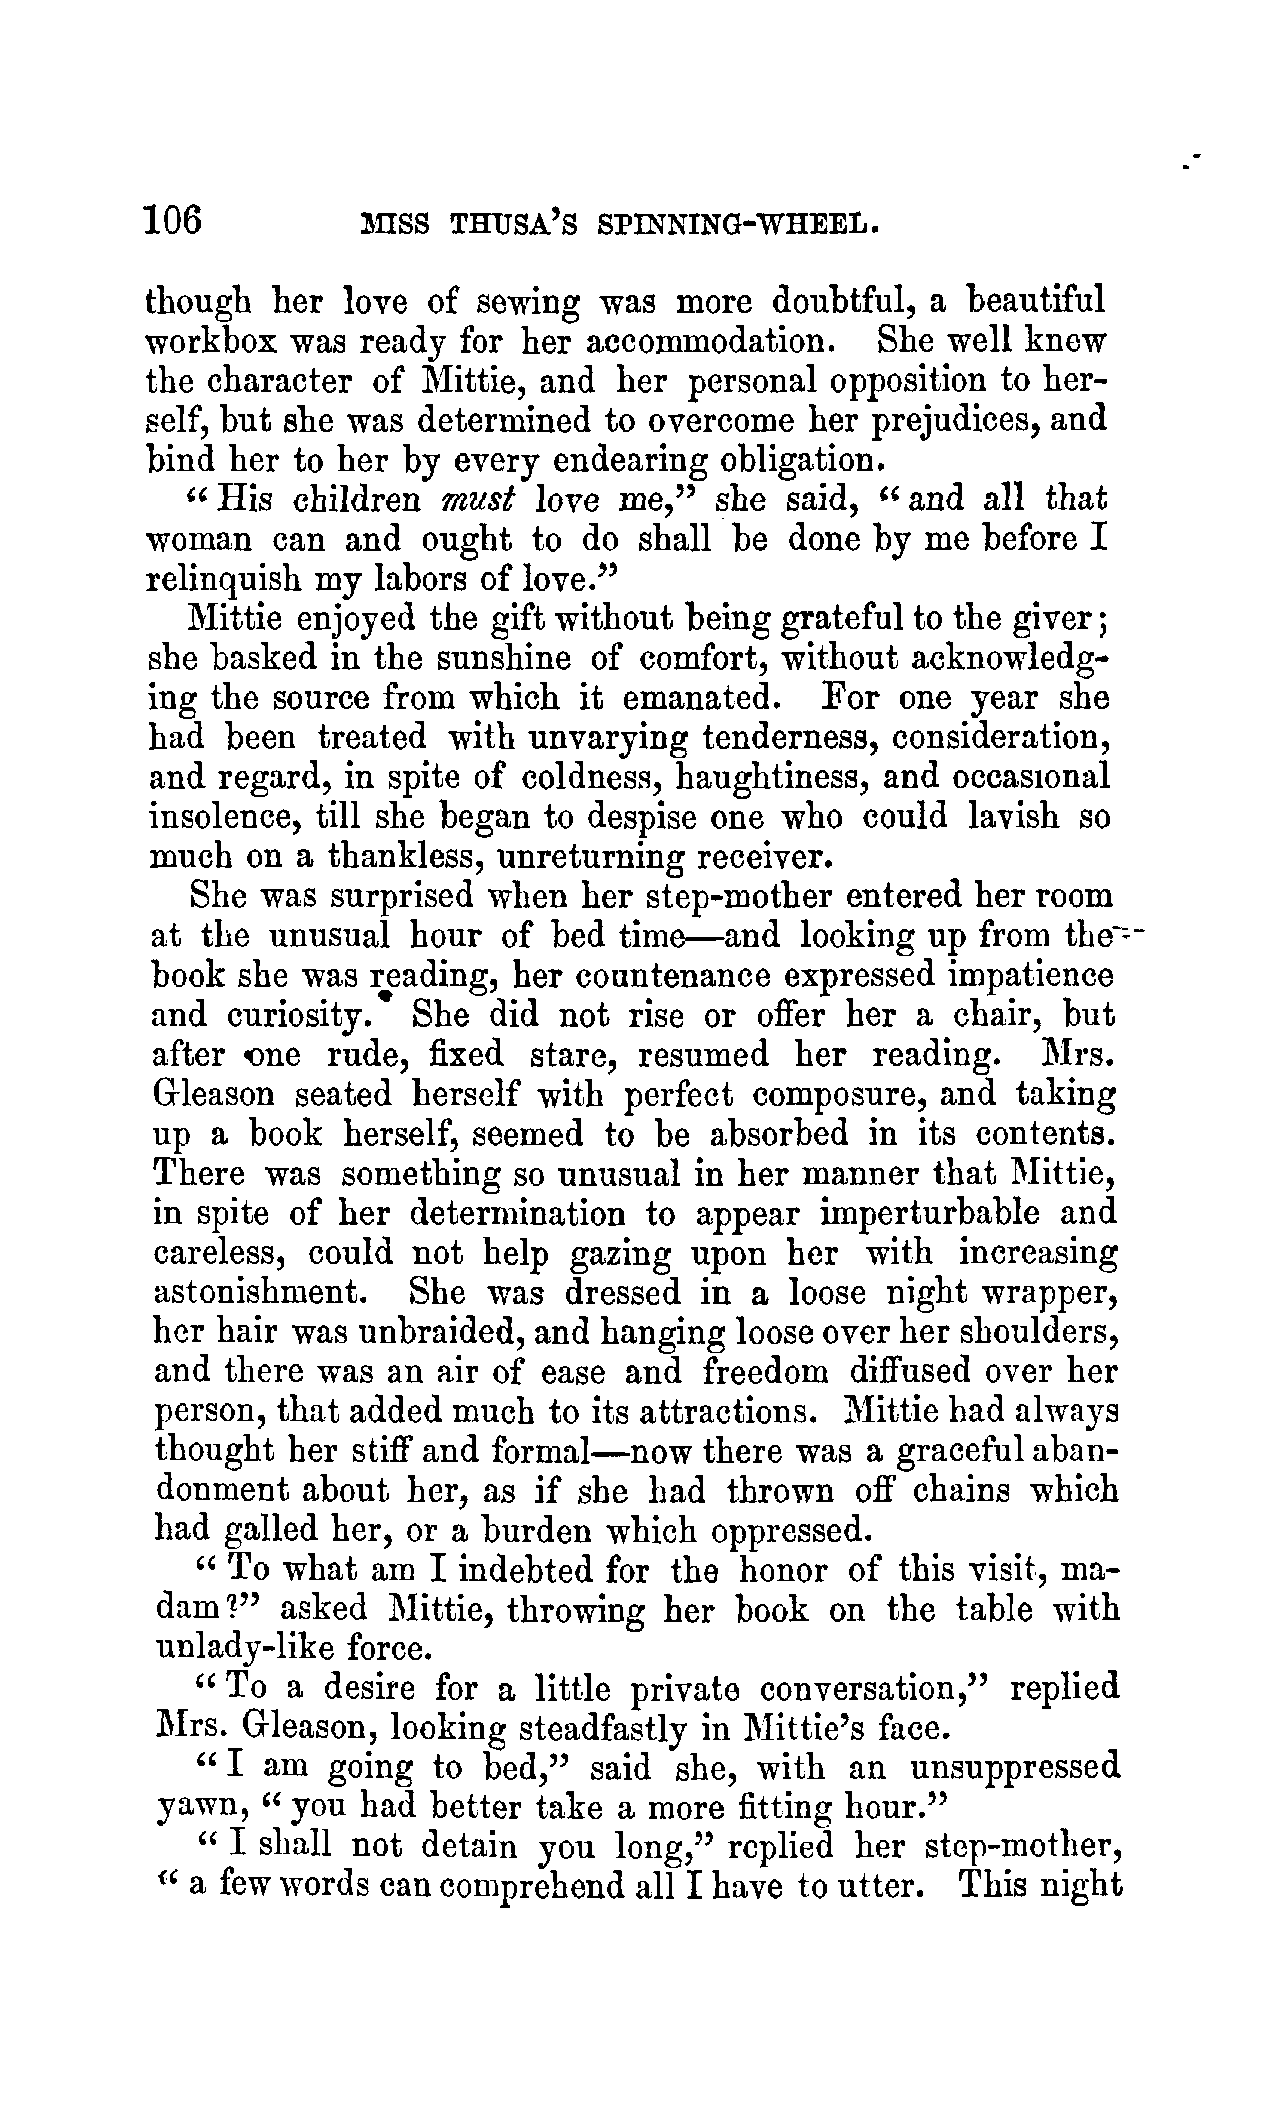 106 MISS THUSA'S SPINNING-WHEEL.
though her love of sewing was more doubtful, a beautiful
workbox was ready for her accommodation. She well knew
the character of Mittie, and her personal opposition to her-
self, but she was determined to overcome her prejudices, and
bind her to her by every endearing obligation.
"His children must love me," she said, "and all that
woman can and ought to do shall be done by me before I
relinquish my labors of love."
Mittie enjoyed the gift without being grateful to the giver;
she basked in the sunshine of comfort, without acknowledg-
ing the source from which it emanated. For one year she
had been treated with unvarying tenderness, consideration,
and regard, in spite of coldness, haughtiness, and occasional
insolence, till she began to despise one who could lavish so
much on a thankless, unreturning receiver.
She was surprised when her step-mother entered her room
at the unusual hour of bed time—and looking up from the
book she was reading, her countenance expressed impatience
and curiosity. She did not rise or offer her a chair, but
after one rude, fixed stare, resumed her reading. Mrs.
Gleason seated herself with perfect composure, and taking
up a book herself, seemed to be absorbed in its contents.
There was something so unusual in her manner that Mittie,
in spite of her determination to appear imperturbable and
careless, could not help gazing upon her with increasing
astonishment. She was dressed in a loose night wrapper,
her hair was unbraided, and hanging loose over her shoulders,
and there was an air of ease and freedom diffused over her
person, that added much to its attractions. Mittie had always
thought her stiff and formal—now there was a graceful aban-
donment about her, as if she had thrown off chains which
had galled her, or a burden which oppressed.
"To what am I indebted for the honor of this visit, ma-
dam?" asked Mittie, throwing her book on the table with
unlady-like force.
"To a desire for a little private conversation," replied
Mrs. Gleason, looking steadfastly in Mittie's face.
"I am going to bed," said she, with an unsuppressed
yawn, "you had better take a more fitting hour."
"I shall not detain you long," replied her step-mother,
"a few words can comprehend all I have to utter. This night